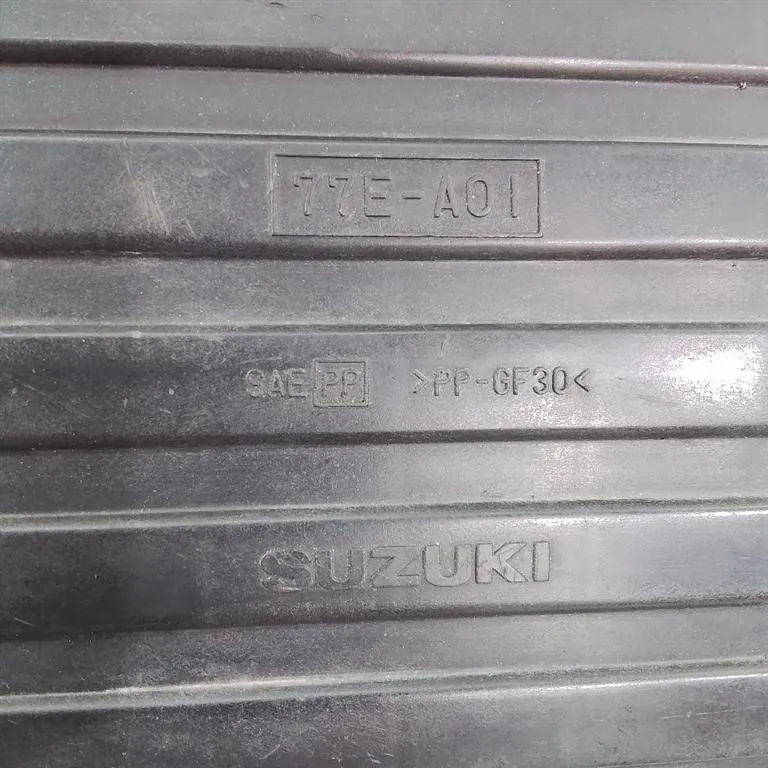 77E-A01
SAE PP >PP-GF30<
SUZUKI